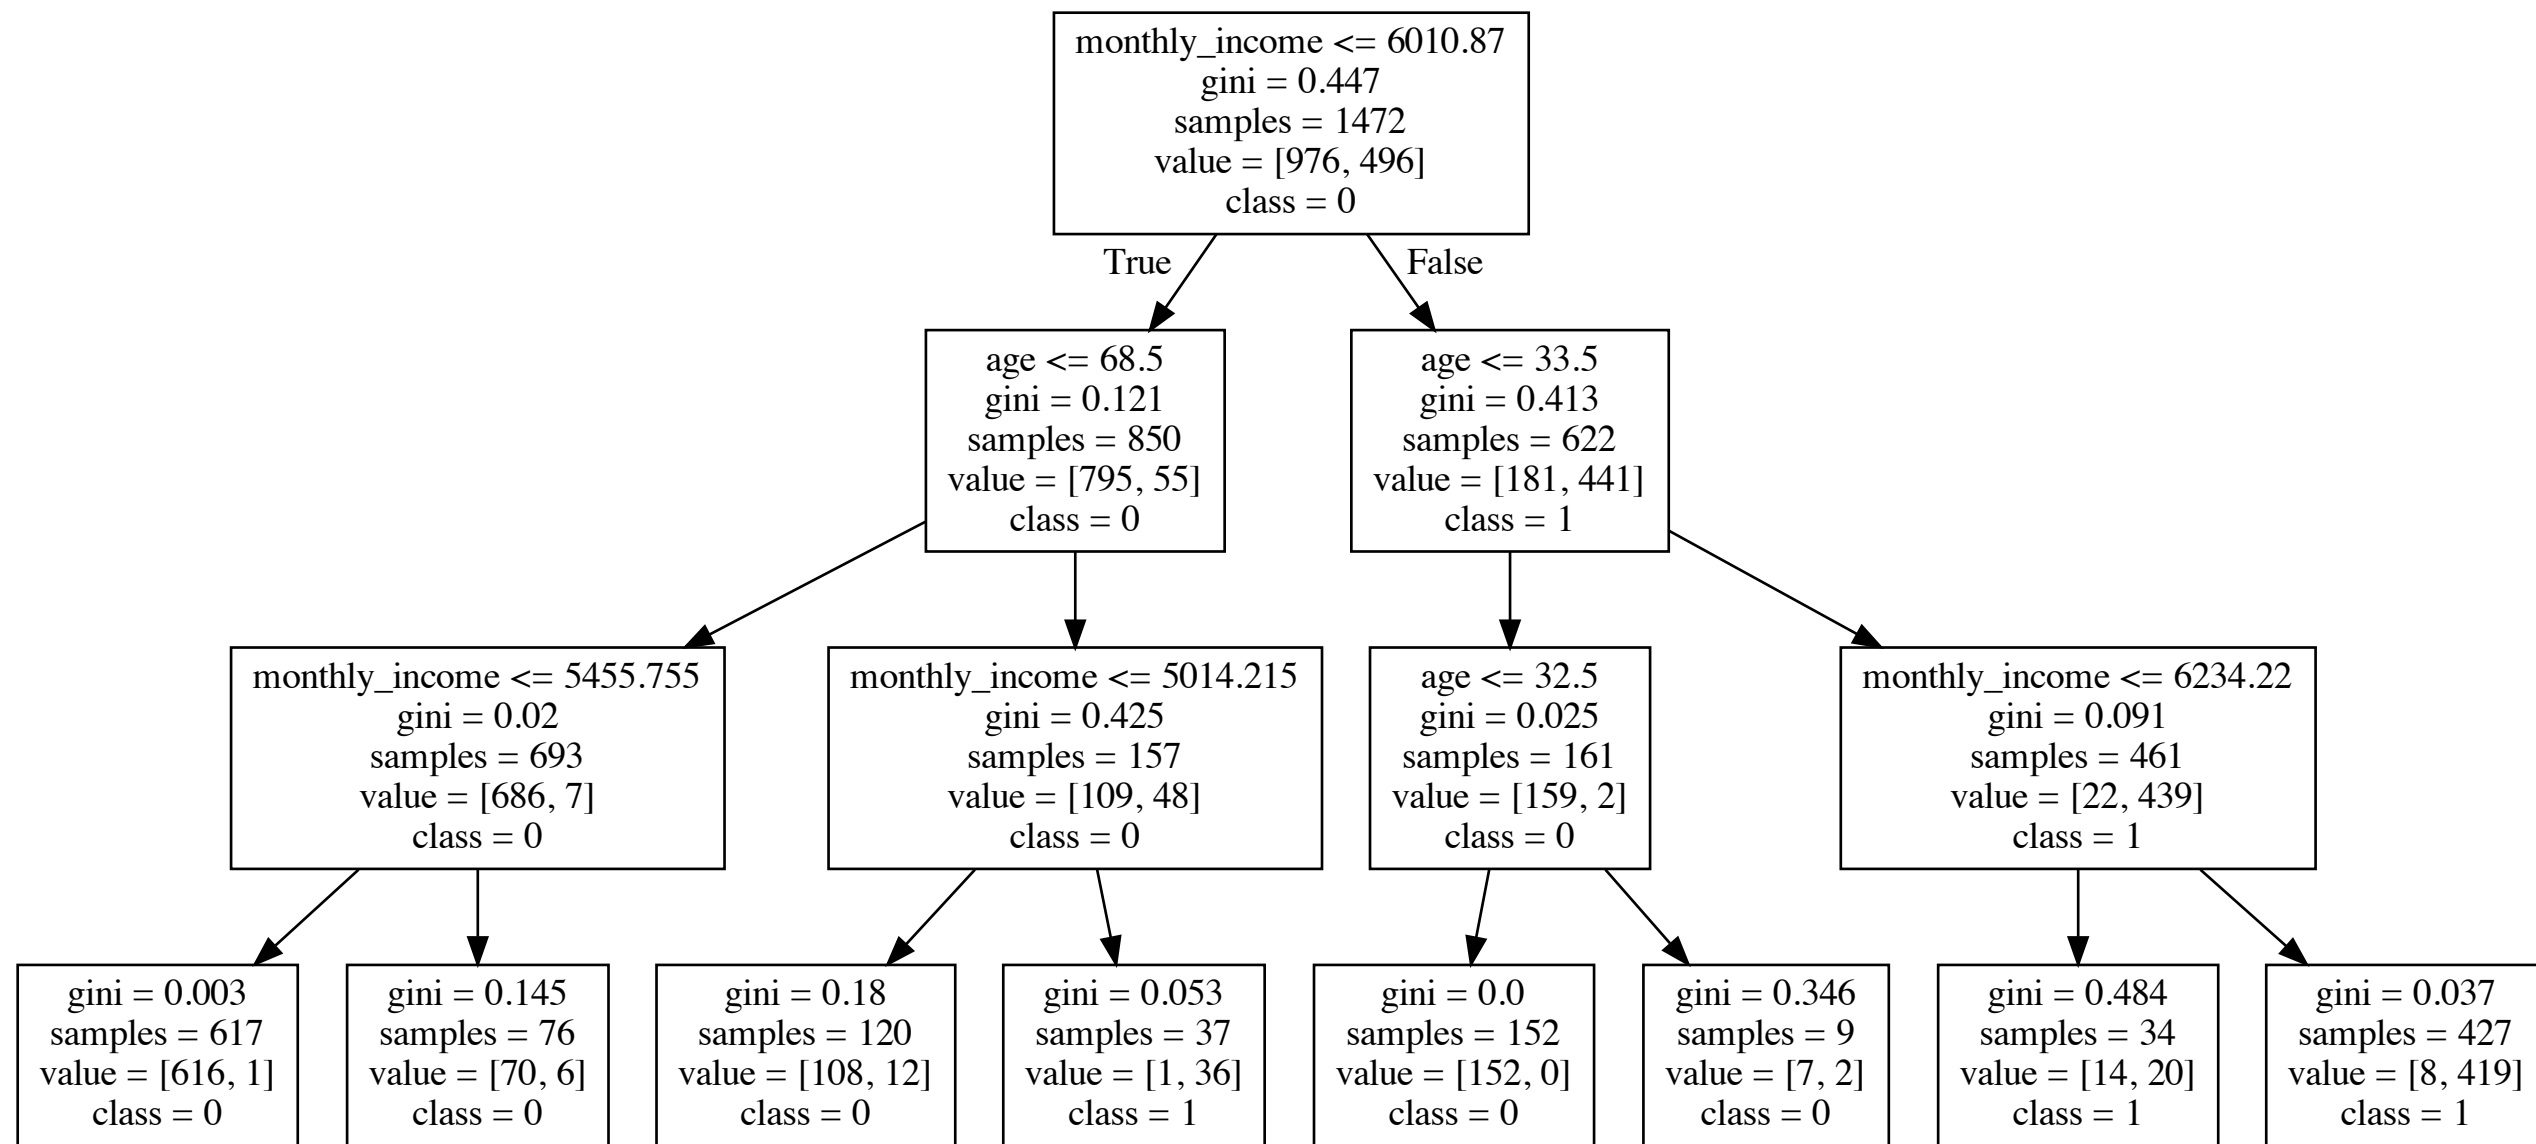 monthly_income <= 6010.87
gini = 0.447
samples = 1472
value = [976, 496]
class = 0
True
False
age <= 68.5
gini = 0.121
samples = 850
value = [795, 55]
class = 0
age <= 33.5
gini = 0.413
samples = 622
value = [181, 441]
class = 1
monthly_income <= 5455.755
gini = 0.02
samples = 693
value = [686, 7]
class = 0
monthly_income <= 5014.215
gini = 0.425
samples = 157
value = [109, 48]
class = 0
age <= 32.5
gini = 0.025
samples = 161
value = [159, 2]
class = 0
monthly_income <= 6234.22
gini = 0.091
samples = 461
value = [22, 439]
class = 1
gini = 0.003
samples = 617
value = [616, 1]
class = 0
gini = 0.145
samples = 76
value = [70, 6]
class = 0
gini = 0.18
samples = 120
value = [108, 12]
class = 0
gini = 0.053
samples = 37
value = [1, 36]
class = 1
gini = 0.0
samples = 152
value = [152, 0]
class = 0
gini = 0.346
samples = 9
value = [7, 2]
class = 0
gini = 0.484
samples = 34
value = [14, 20]
class = 1
gini = 0.037
samples = 427
value = [8, 419]
class = 1